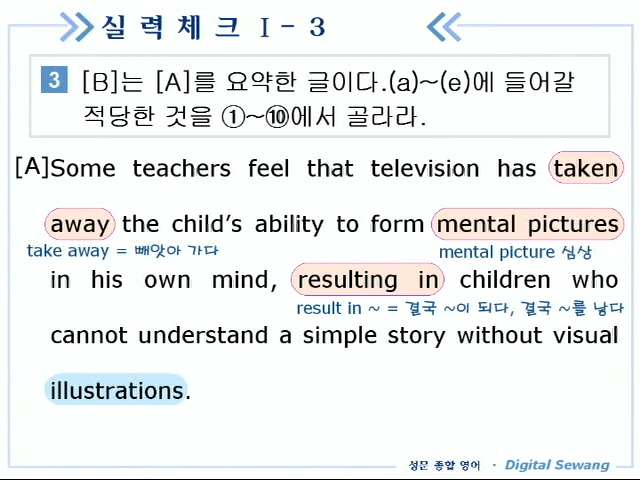 실력체크 I - 3
3 [B]는 [A]를 요약한 글이다.(a)~(e)에 들어갈
적당한 것을 ①~⑩에서 골라라.
[A]Some teachers feel that television has taken
away the child's ability to form mental pictures
take away = 빼앗아 가다 mental picture 심상
in his own mind, resulting in children who
result in ~ = 결국 ~이 되다, 결국 ~를 낳다
cannot understand a simple story without visual
illustrations.
성문 종합 영어 · Digital Sewang